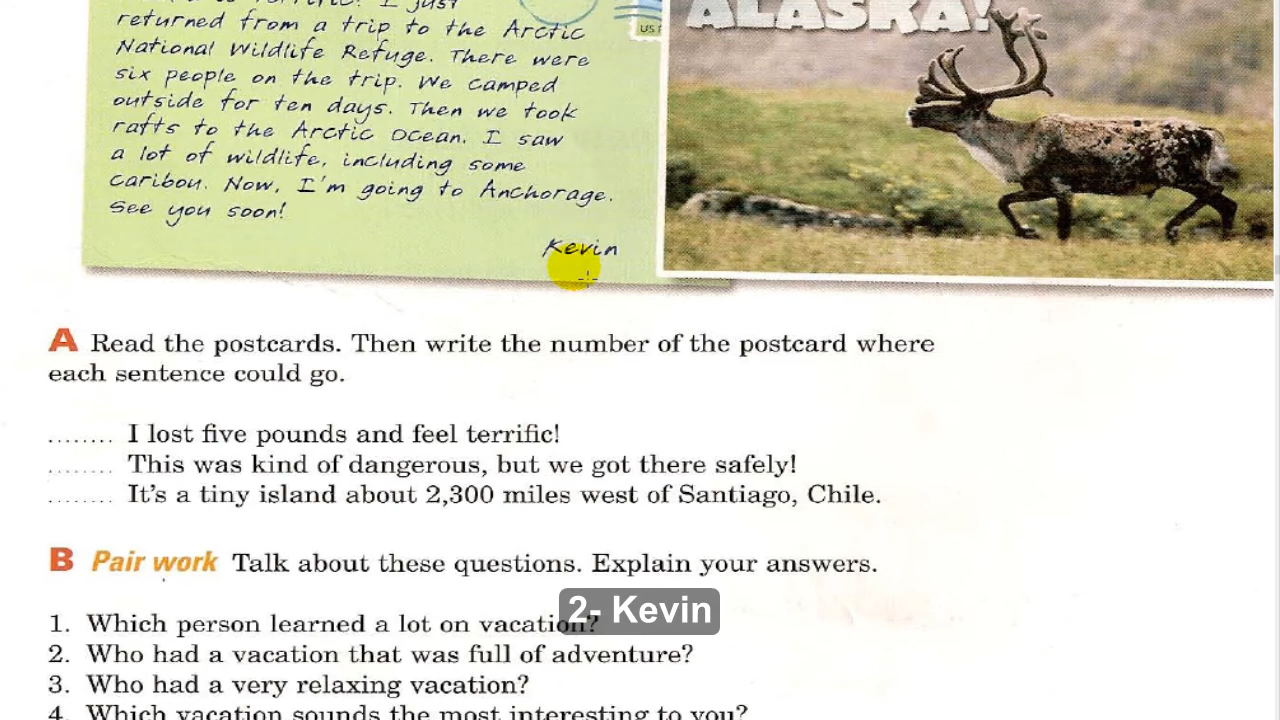 I just
returned from a trip to the Arctic
National Wildlife Refuge. There were
six people on the trip. We camped
outside for ten days. Then we took
rafts to the Arctic Ocean. I saw
a lot of wildlife, including some
caribou. Now, I'm going to Anchorage.
See you soon!
Kevin
US
ALASKA!
A Read the postcards. Then write the number of the postcard where
each sentence could go.
........ I lost five pounds and feel terrific!
........ This was kind of dangerous, but we got there safely!
........ It's a tiny island about 2,300 miles west of Santiago, Chile.
B Pair work Talk about these questions. Explain your answers.
1. Which person learned a lot on vacation?
2- Kevin
2. Who had a vacation that was full of adventure?
3. Who had a very relaxing vacation?
4. Which vacation sounds the most interesting to you?